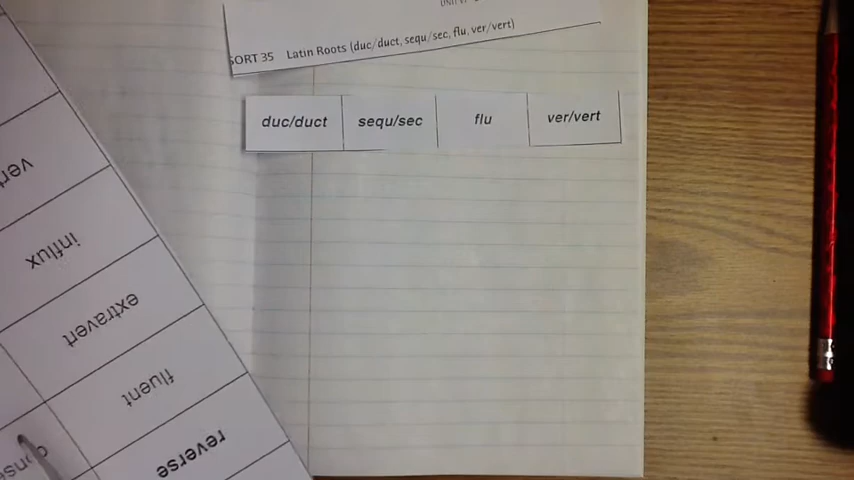 SORT 35 Latin Roots (duc/duct, sequ/sec, flu, ver/vert)
duc/duct sequ/sec flu ver/vert
influx
extravert
fluent
reverse